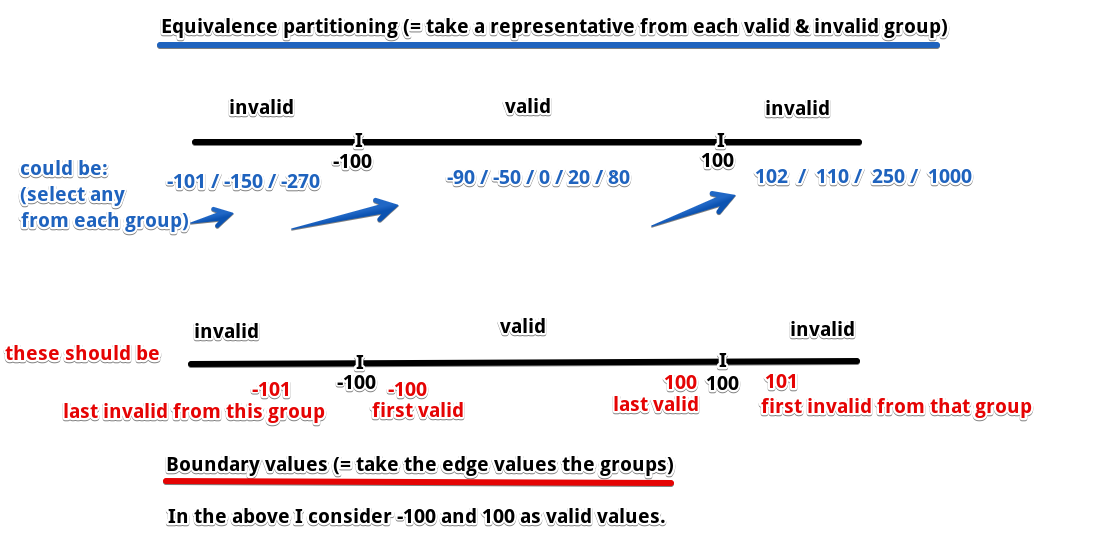 Equivalence partitioning (= take a representative from each valid & invalid group)
invalid
valid
invalid
I
I
-100
100
could be:
(select any
from each group)
-101 / -150 / -270
-90 / -50 / 0 / 20 / 80
102 / 110 / 250 / 1000
invalid
valid
invalid
these should be
I
I
-101
-100
-100
100
100
101
last invalid from this group
first valid
last valid
first invalid from that group
Boundary values (= take the edge values the groups)
In the above I consider -100 and 100 as valid values.